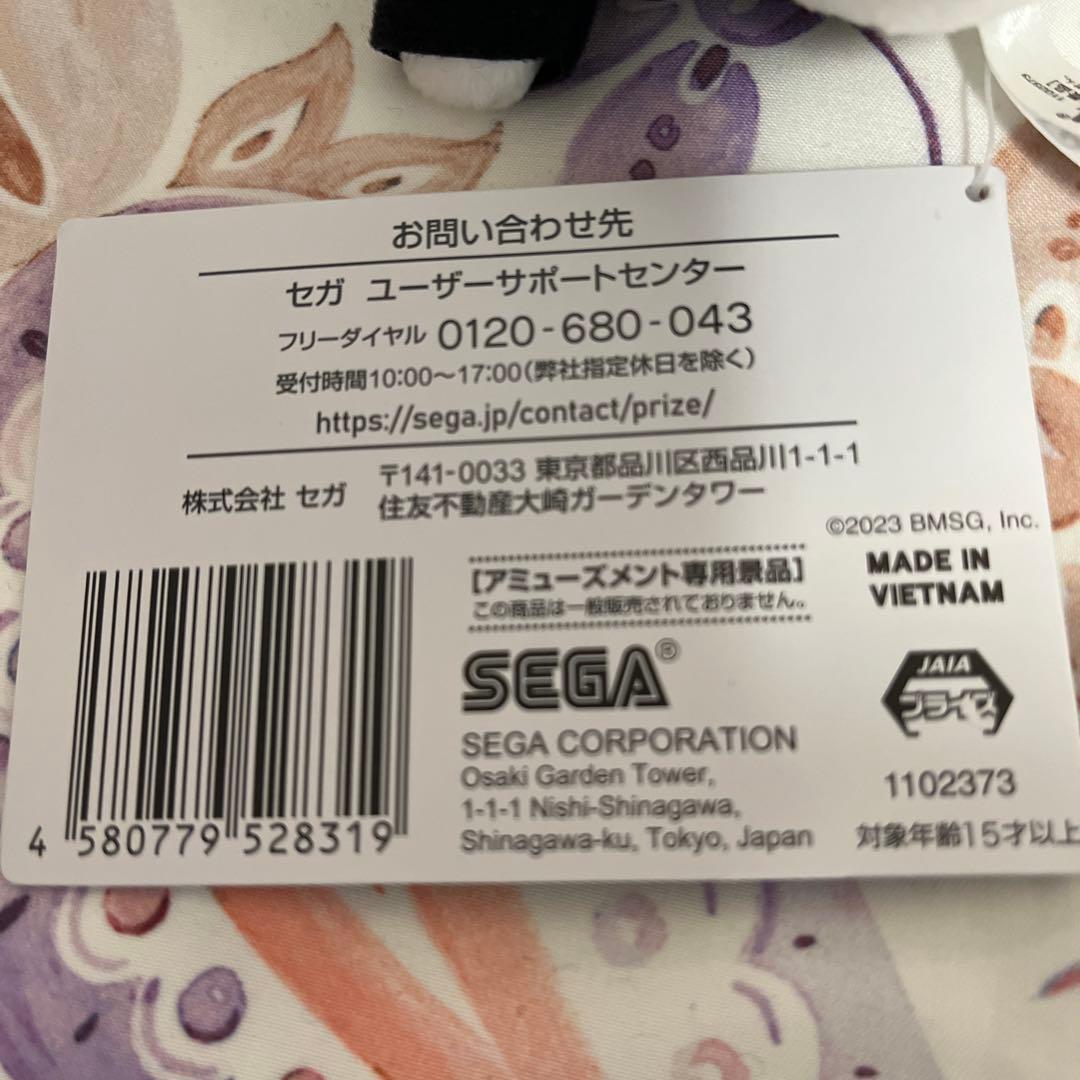 お問い合わせ先
セガ ユーザーサポートセンター
フリーダイヤル 0120-680-043
受付時間10:00〜17:00(弊社指定休日を除く)
https://sega.jp/contact/prize/
株式会社 セガ
〒141-0033 東京都品川区西品川1-1-1
住友不動産大崎ガーデンタワー
©2023 BMSG, Inc.
[アミューズメント専用景品]
この商品は一般販売されておりません。
MADE IN
VIETNAM
SEGA®
SEGA CORPORATION
Osaki Garden Tower,
1-1-1 Nishi-Shinagawa,
Shinagawa-ku, Tokyo, Japan
JAIA
プライズ
1102373
対象年齢15才以上
4 580779 528319